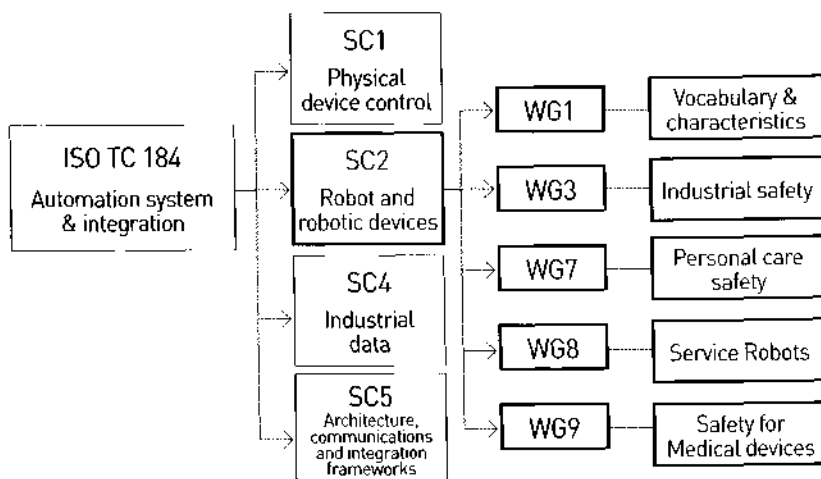 ISO TC 184
Automation system
& integration
SC1
Physical
device control
SC2
Robot and
robotic devices
SC4
Industrial
data
SC5
Architecture,
communications
and integration
frameworks
WG1
Vocabulary &
characteristics
WG3
Industrial safety
WG7
Personal care
safety
WG8
Service Robots
WG9
Safety for
Medical devices